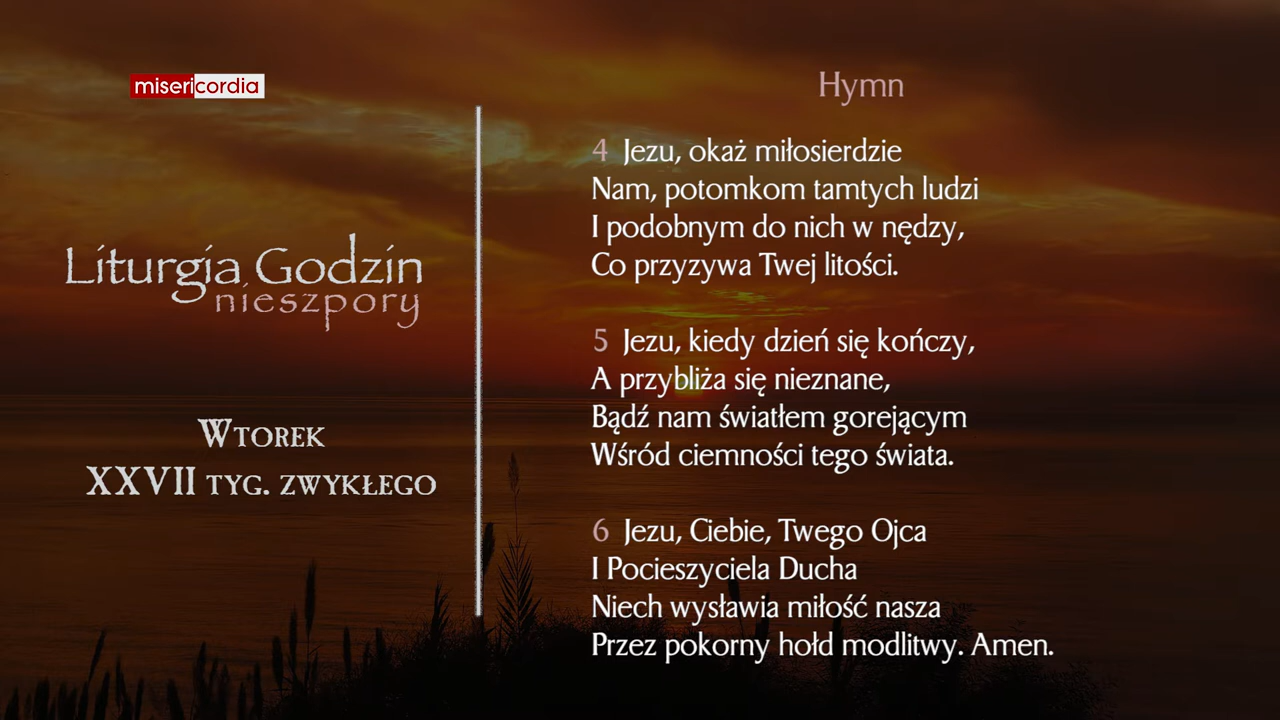 misericordia
Liturgia Godzin
nieszpory
Wtorek
XXVII tyg. zwykłego
Hymn
4 Jezu, okaż miłosierdzie
Nam, potomkom tamtych ludzi
I podobnym do nich w nędzy,
Co przyzywa Twej litości.
5 Jezu, kiedy dzień się kończy,
A przybliża się nieznane,
Bądź nam światłem gorejącym
Wśród ciemności tego świata.
6 Jezu, Ciebie, Twego Ojca
I Pocieszyciela Ducha
Niech wysławia miłość nasza
Przez pokorny hołd modlitwy. Amen.